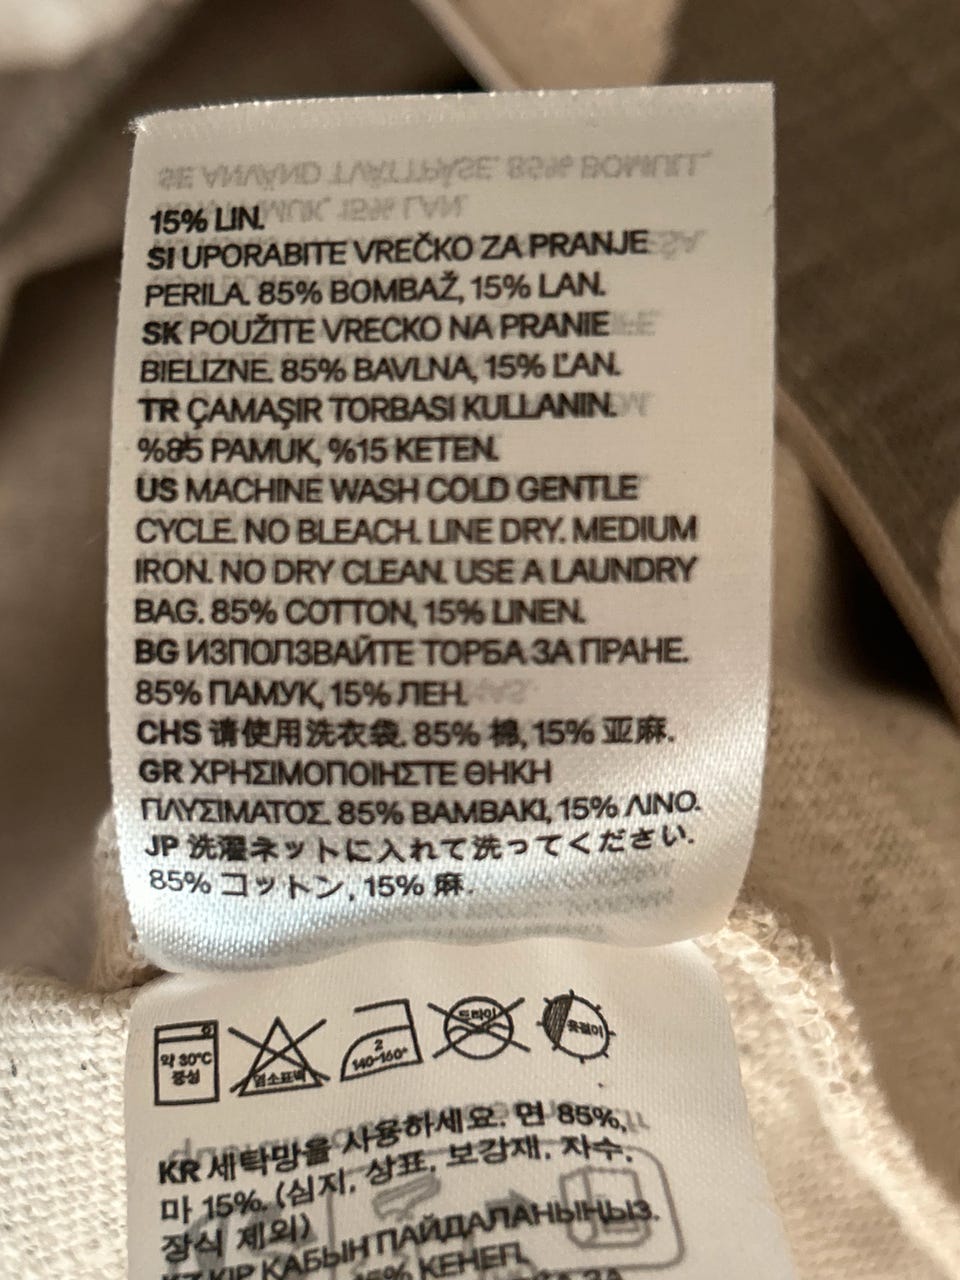 15% LIN.
SI UPORABITE VREČKO ZA PRANJE
PERILA. 85% BOMBAŽ, 15% LAN.
SK POUŽITE VRECKO NA PRANIE
BIELIZNE. 85% BAVLNA, 15% ĽAN.
TR ÇAMAŞIR TORBASI KULLANIN.
%85 PAMUK, %15 KETEN.
US MACHINE WASH COLD GENTLE
CYCLE. NO BLEACH. LINE DRY. MEDIUM
IRON. NO DRY CLEAN. USE A LAUNDRY
BAG. 85% COTTON, 15% LINEN.
BG ИЗПОЛЗВАЙТЕ ТОРБА ЗА ПРАНЕ.
85% ПАМУК, 15% ЛЕН.
CHS 请使用洗衣袋. 85% 棉, 15% 亚麻.
GR ΧΡΗΣΙΜΟΠΟΙΗΣΤΕ ΘΗΚΗ
ΠΛΥΣΙΜΑΤΟΣ. 85% ΒΑΜΒΑΚΙ, 15% ΛΙΝΟ.
JP 洗濯ネットに入れて洗ってください.
85% コットン, 15% 麻.
약 30°C
중성
염소표백
2
140-160°
드라이
옷걸이
KR 세탁망을 사용하세요. 면 85%,
마 15%. (심지, 상표, 보강재, 자수,
장식 제외)
KZ КІР ҚАБЫН ПАЙДАЛАНЫҢЫЗ.
15% КЕНЕП.